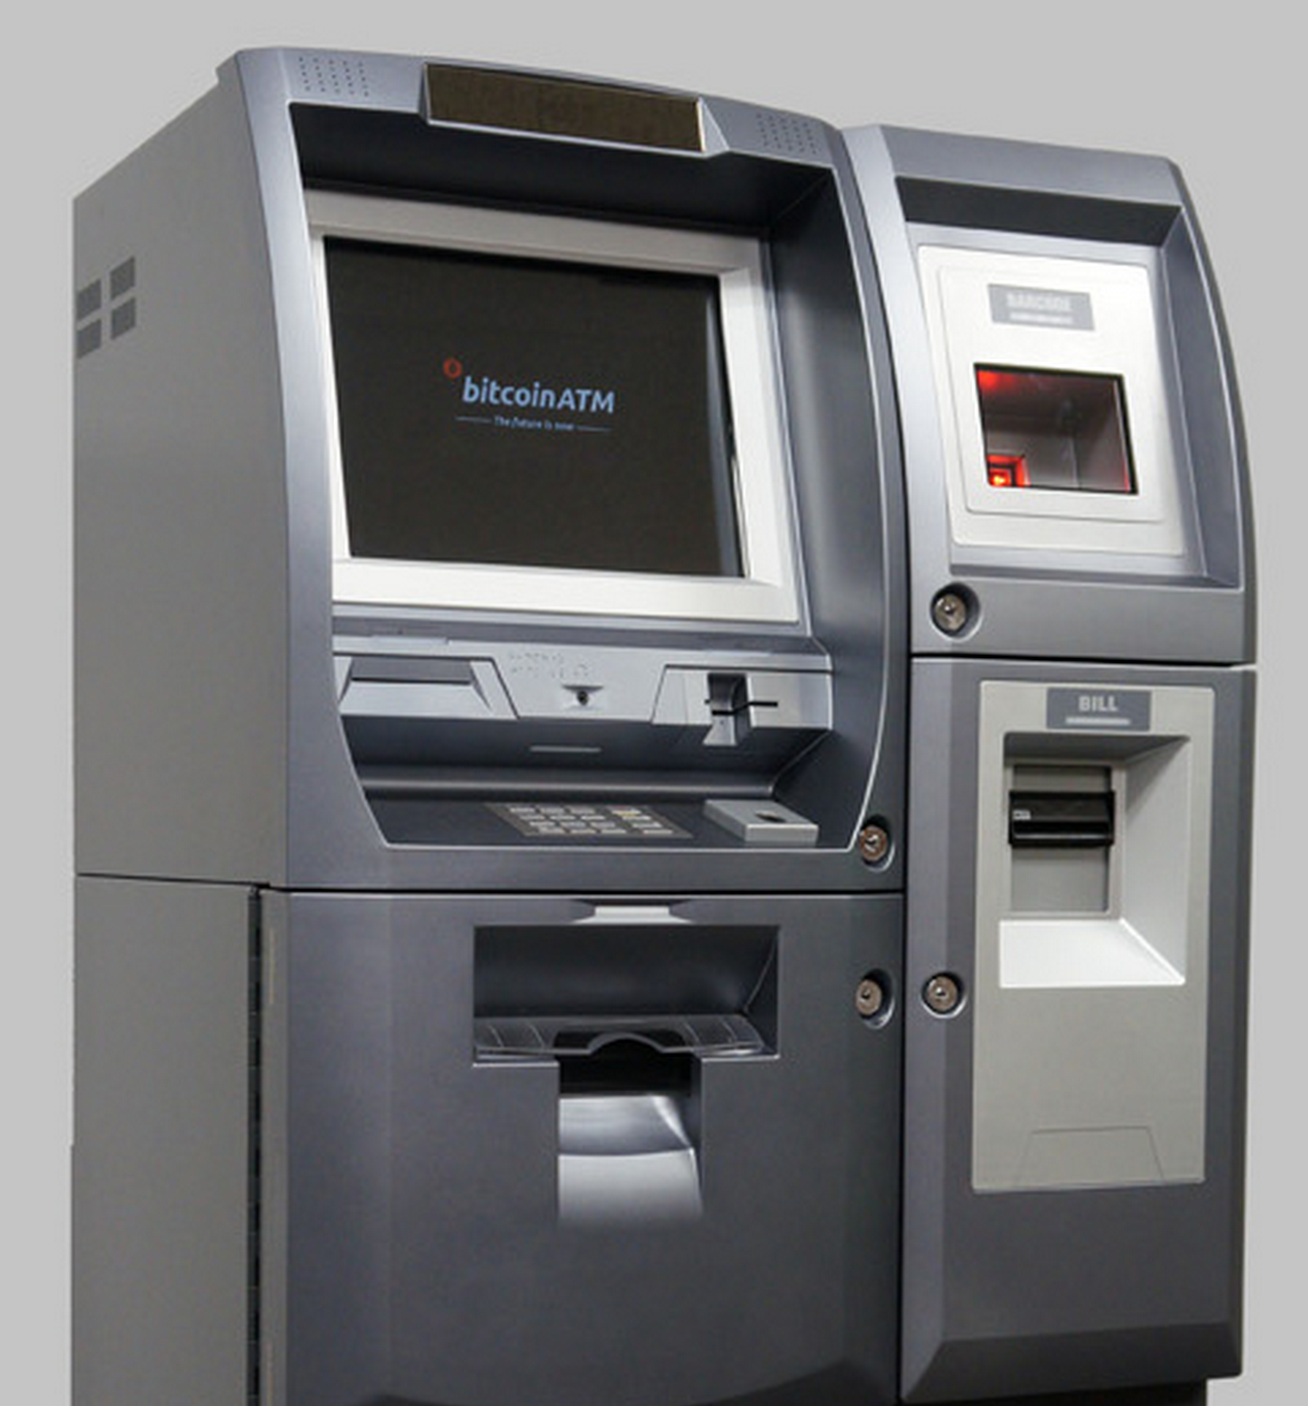 bitcoinATM
The future is now
BARCODE
BILL